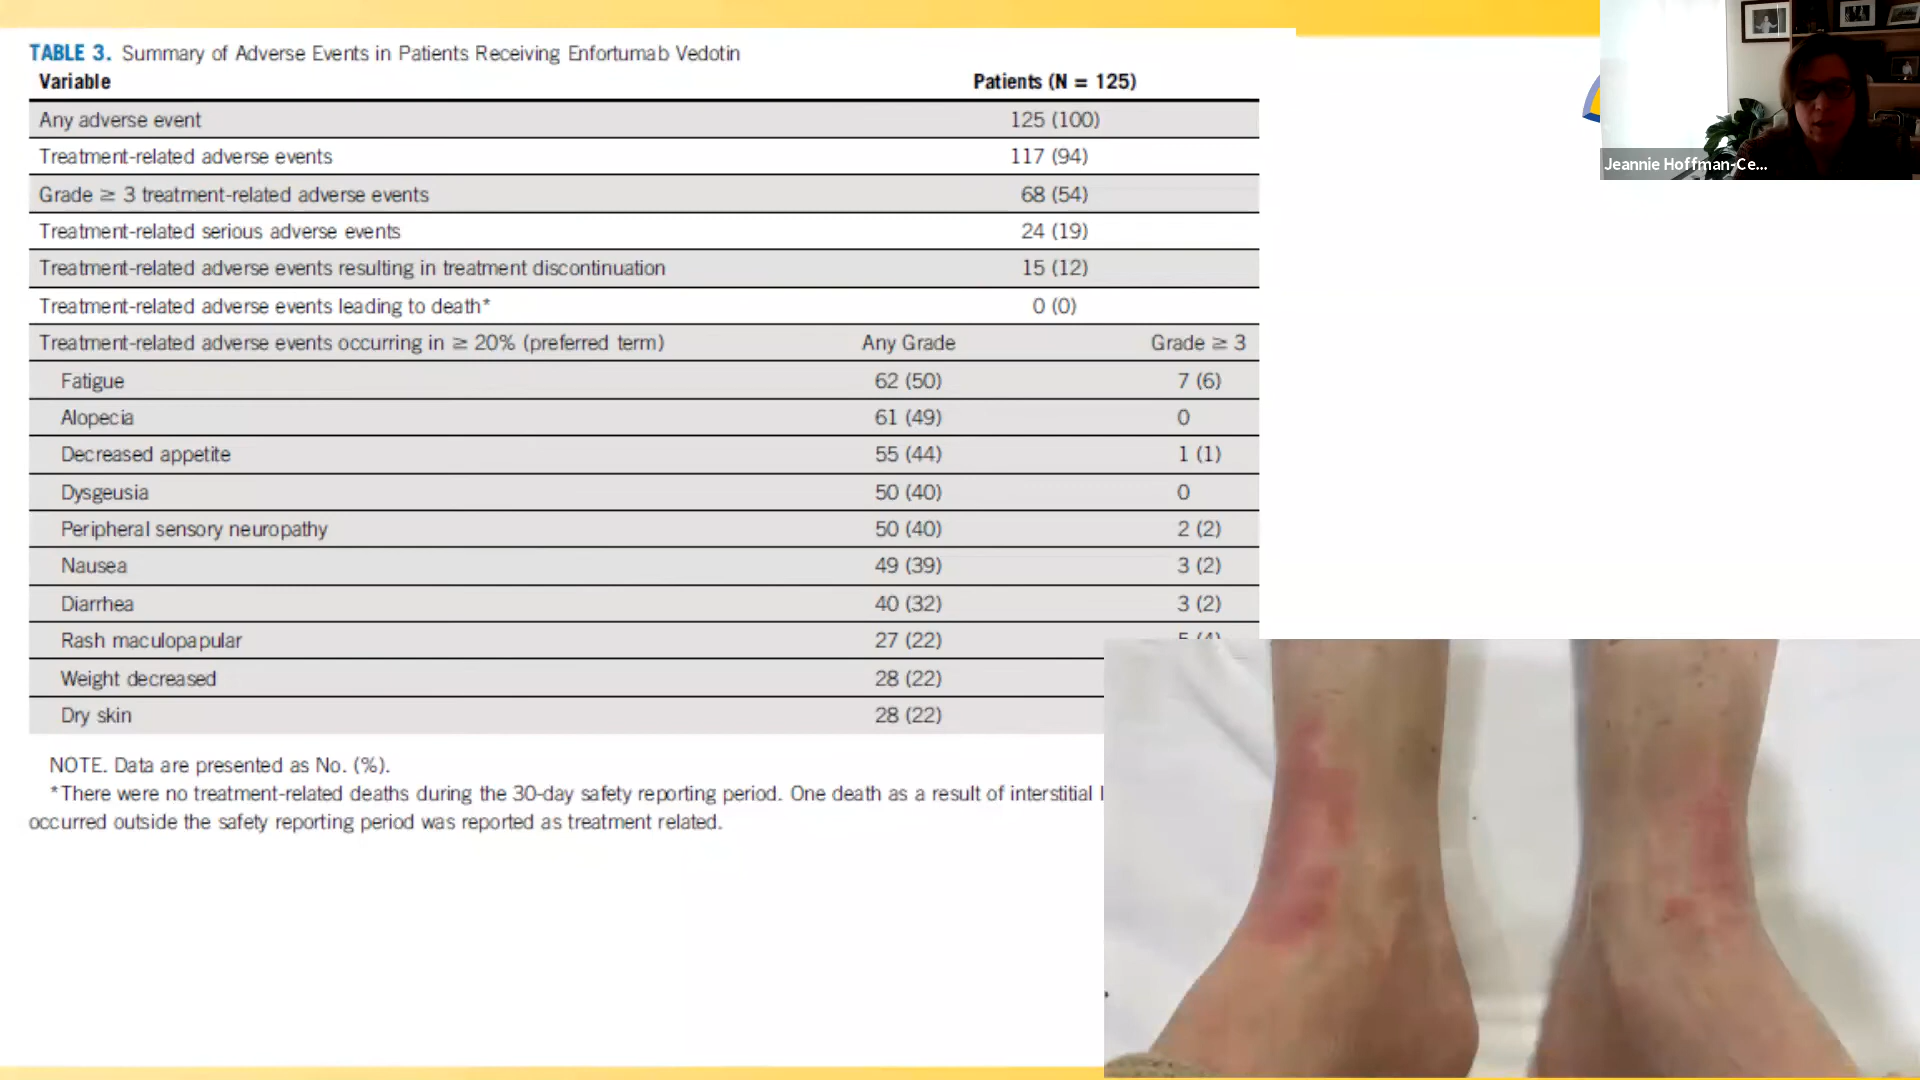 TABLE 3. Summary of Adverse Events in Patients Receiving Enfortumab Vedotin
Variable Patients (N = 125)
Any adverse event 125 (100)
Treatment-related adverse events 117 (94)
Grade ≥ 3 treatment-related adverse events 68 (54)
Treatment-related serious adverse events 24 (19)
Treatment-related adverse events resulting in treatment discontinuation 15 (12)
Treatment-related adverse events leading to death* 0 (0)
Treatment-related adverse events occurring in ≥ 20% (preferred term) Any Grade Grade ≥ 3
Fatigue 62 (50) 7 (6)
Alopecia 61 (49) 0
Decreased appetite 55 (44) 1 (1)
Dysgeusia 50 (40) 0
Peripheral sensory neuropathy 50 (40) 2 (2)
Nausea 49 (39) 3 (2)
Diarrhea 40 (32) 3 (2)
Rash maculopapular 27 (22)
Weight decreased 28 (22)
Dry skin 28 (22)
NOTE. Data are presented as No. (%).
*There were no treatment-related deaths during the 30-day safety reporting period. One death as a result of interstitial
occurred outside the safety reporting period was reported as treatment related.
Jeannie Hoffman-Ce...